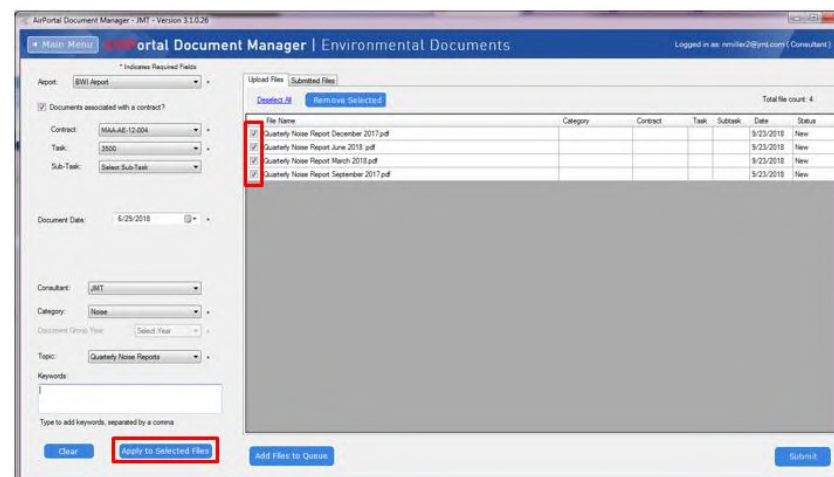 AirPortal Document Manager - JMT - Version 3.1.0.26
Main Menu
AIRPortal Document Manager | Environmental Documents
Logged in as: nmiller2@jmt.com ( Consultant )
* Indicates Required Fields
Airport: BWI Airport *
Documents associated with a contract?
Contract: MAA-AE-12-004 *
Task: 3500 *
Sub-Task: Select Sub-Task
Document Date: 6/29/2018 *
Consultant: JMT
Category: Noise *
Document Group Year: Select Year *
Topic: Quarterly Noise Reports *
Keywords:
Type to add keywords, separated by a comma
Clear
Apply to Selected Files
Upload Files Submitted Files
Deselect All
Remove Selected
Total file count: 4
File Name Category Contract Task Subtask Date Status
Quarterly Noise Report December 2017.pdf 9/23/2018 New
Quarterly Noise Report June 2018.pdf 9/23/2018 New
Quarterly Noise Report March 2018.pdf 9/23/2018 New
Quarterly Noise Report September 2017.pdf 9/23/2018 New
Add Files to Queue
Submit